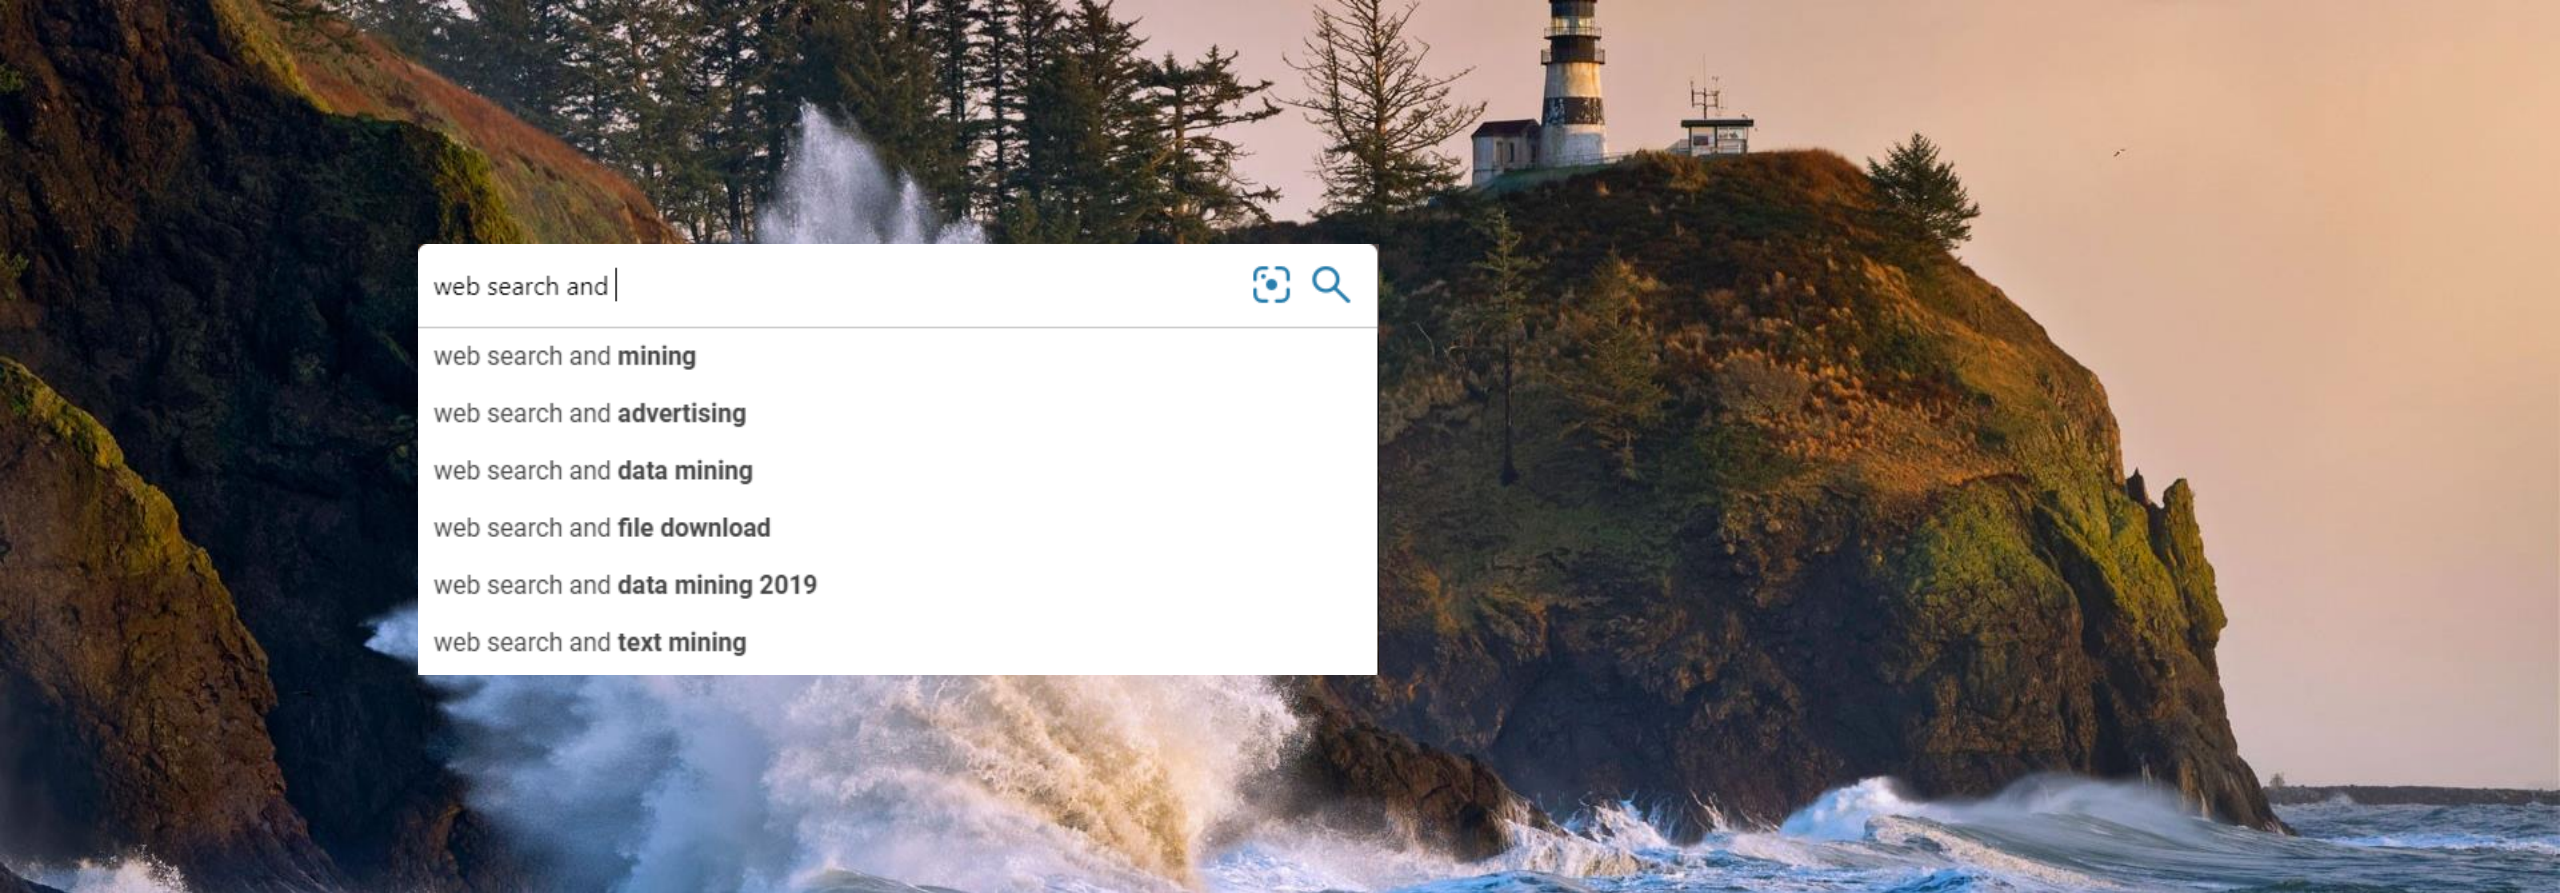 web search and
web search and mining
web search and advertising
web search and data mining
web search and file download
web search and data mining 2019
web search and text mining